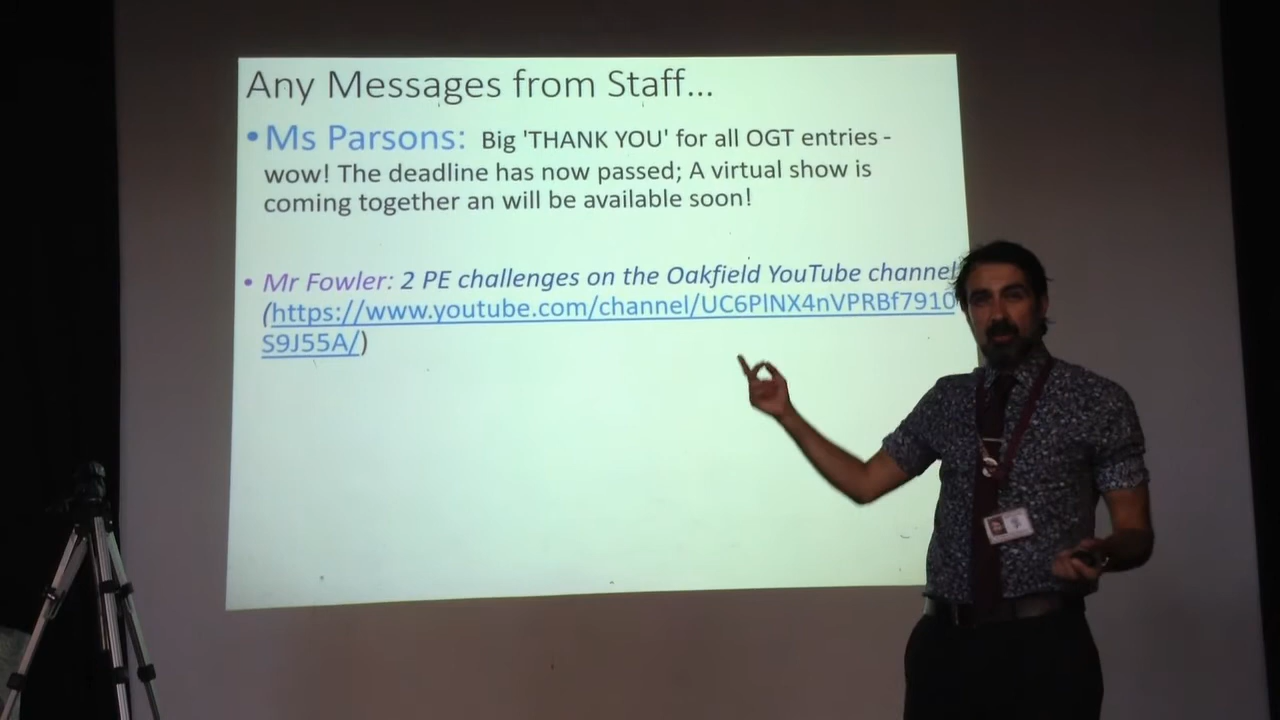 Any Messages from Staff...
•Ms Parsons: Big 'THANK YOU' for all OGT entries -
wow! The deadline has now passed; A virtual show is
coming together an will be available soon!
• Mr Fowler: 2 PE challenges on the Oakfield YouTube channel
(https://www.youtube.com/channel/UC6PlNX4nVPRBf7910
S9J55A/)